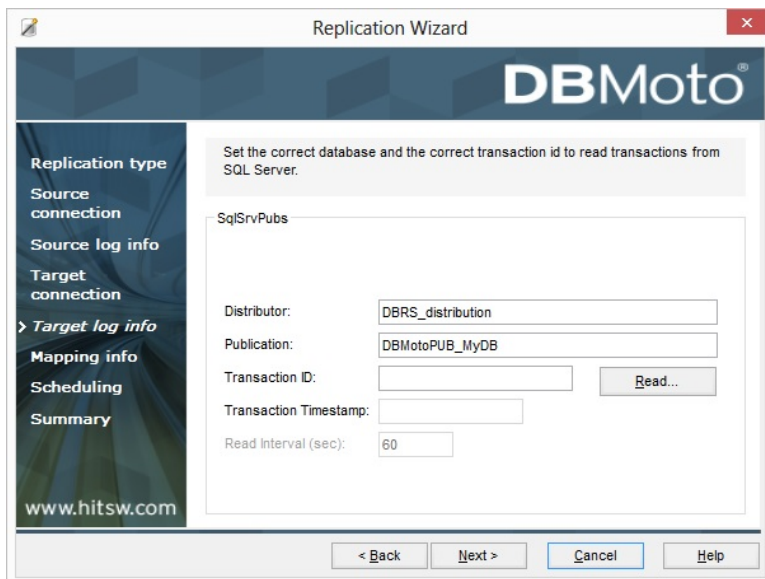 Replication Wizard
DBMoto®
Replication type
Source
connection
Source log info
Target
connection
> Target log info
Mapping info
Scheduling
Summary
www.hitsw.com
Set the correct database and the correct transaction id to read transactions from
SQL Server.
SqlSrvPubs
Distributor: DBRS_distribution
Publication: DBMotoPUB_MyDB
Transaction ID: Read...
Transaction Timestamp:
Read Interval (sec): 60
< Back Next > Cancel Help